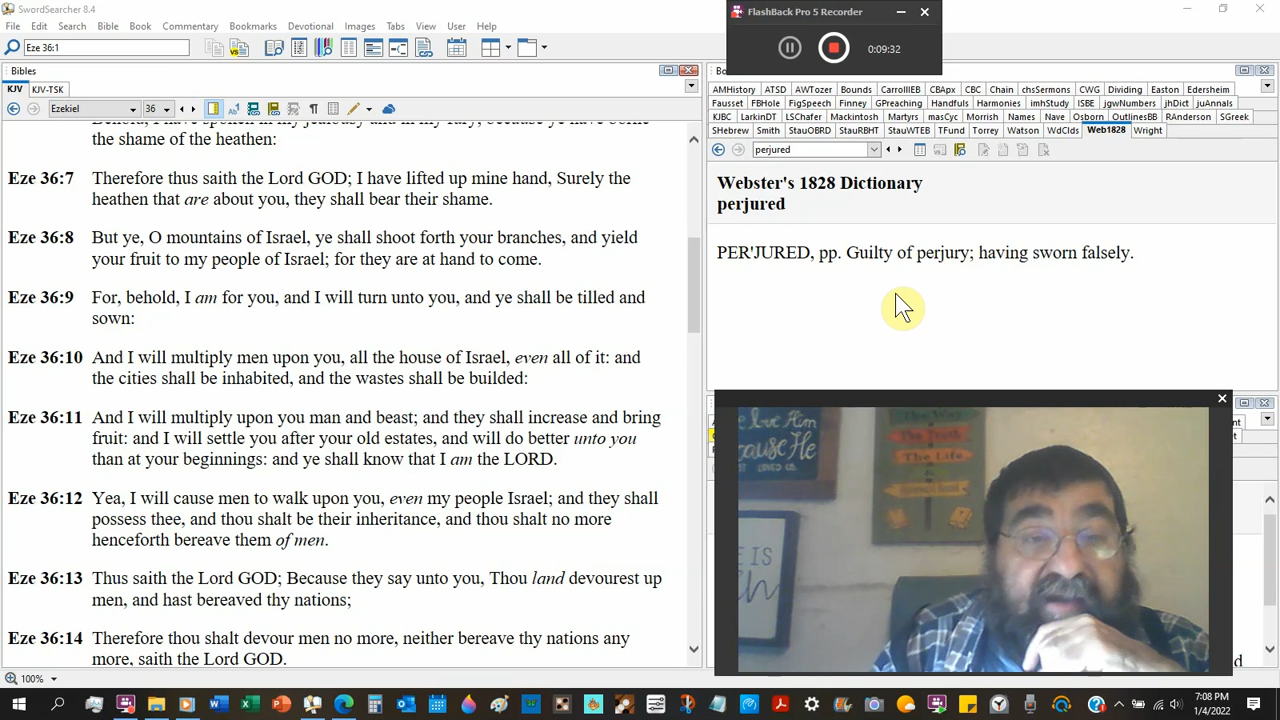 SwordSearcher 8.4
FlashBack Pro 5 Recorder
0:09:32
File Edit Search Bible Book Commentary Bookmarks Devotional Images Tabs View User Help
Eze 36:1
Bibles
KJV KJV-TSK
Ezekiel 36
the shame of the heathen:
Eze 36:7 Therefore thus saith the Lord GOD; I have lifted up mine hand, Surely the
heathen that are about you, they shall bear their shame.
Eze 36:8 But ye, O mountains of Israel, ye shall shoot forth your branches, and yield
your fruit to my people of Israel; for they are at hand to come.
Eze 36:9 For, behold, I am for you, and I will turn unto you, and ye shall be tilled and
sown:
Eze 36:10 And I will multiply men upon you, all the house of Israel, even all of it: and
the cities shall be inhabited, and the wastes shall be builded:
Eze 36:11 And I will multiply upon you man and beast; and they shall increase and bring
fruit: and I will settle you after your old estates, and will do better unto you
than at your beginnings: and ye shall know that I am the LORD.
Eze 36:12 Yea, I will cause men to walk upon you, even my people Israel; and they shall
possess thee, and thou shalt be their inheritance, and thou shalt no more
henceforth bereave them of men.
Eze 36:13 Thus saith the Lord GOD; Because they say unto you, Thou land devourest up
men, and hast bereaved thy nations;
Eze 36:14 Therefore thou shalt devour men no more, neither bereave thy nations any
more, saith the Lord GOD.
100%
AMHistory ATSD AWTozer Bounds CarrollIEB CBApx CBC Chain chsSermons CWG Dividing Easton Edersheim
Fausset FBHole FigSpeech Finney GPreaching Handfuls Harmonies imhStudy ISBE jgwNumbers jhDict juAnnals
KJBC LarkinDT LSChafer Mackintosh Martyrs masCyc Morrish Names Nave Osborn OutlinesBB RAnderson SGreek
SHebrew Smith StauOBRD StauRBHT StauWTEB TFund Torrey Watson WdClds Web1828 Wright
perjured
Webster's 1828 Dictionary
perjured
PER'JURED, pp. Guilty of perjury; having sworn falsely.
love Him
because He
The Way
The Truth
The Life
7:08 PM
1/4/2022